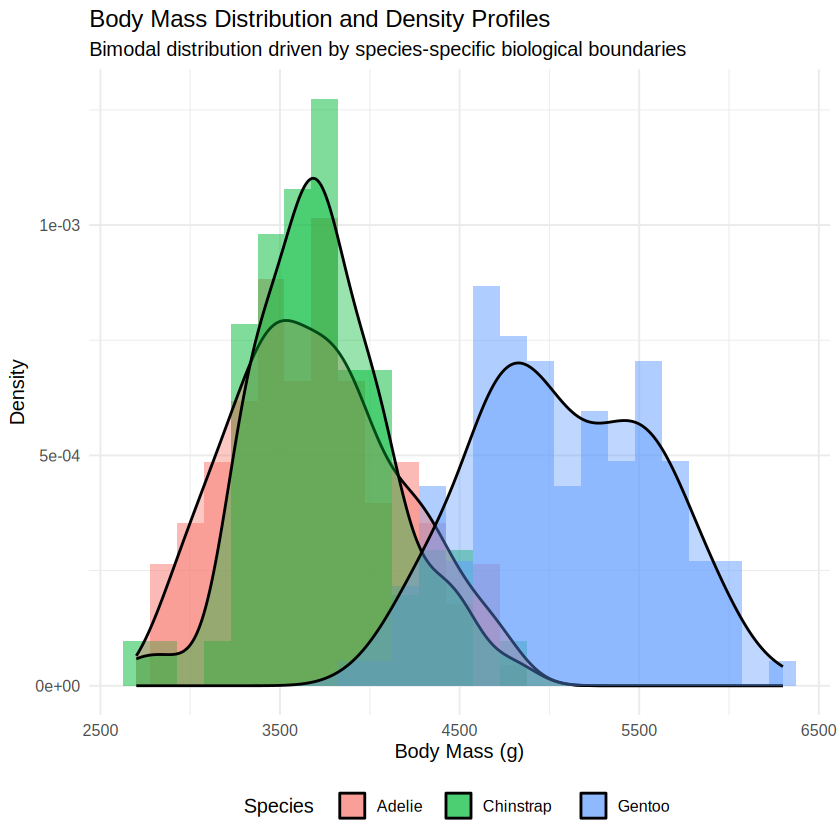 Body Mass Distribution and Density Profiles
Bimodal distribution driven by species-specific biological boundaries
Density
1e-03
5e-04
0e+00
2500 3500 4500 5500 6500
Body Mass (g)
Species Adelie Chinstrap Gentoo